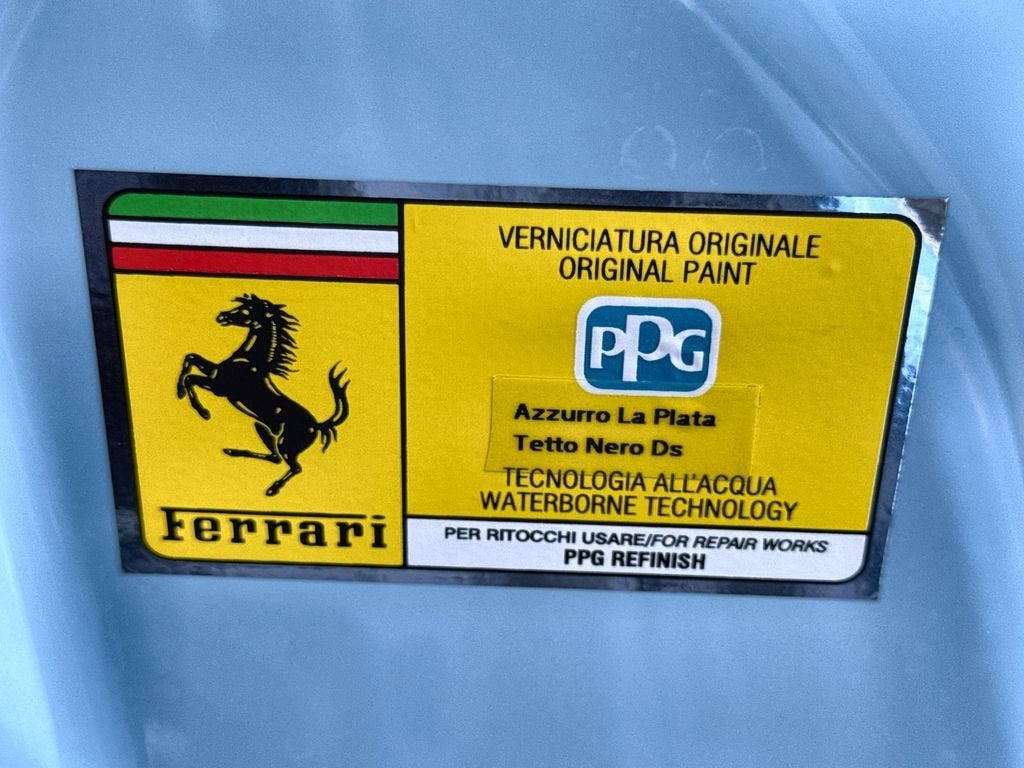 Ferrari
VERNICIATURA ORIGINALE
ORIGINAL PAINT
PPG
Azzurro La Plata
Tetto Nero Ds
TECNOLOGIA ALL'ACQUA
WATERBORNE TECHNOLOGY
PER RITOCCHI USARE/FOR REPAIR WORKS
PPG REFINISH